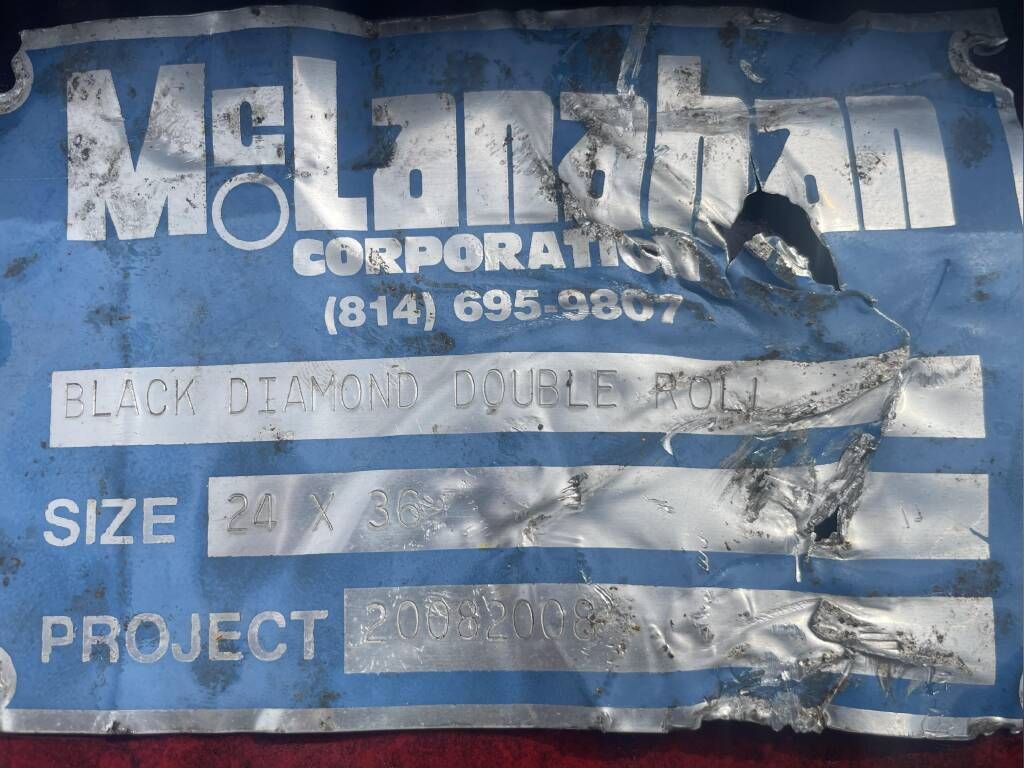 McLanahan
CORPORATION
(814) 695-9807
BLACK DIAMOND DOUBLE ROLL
SIZE 24 X 36
PROJECT 20082008